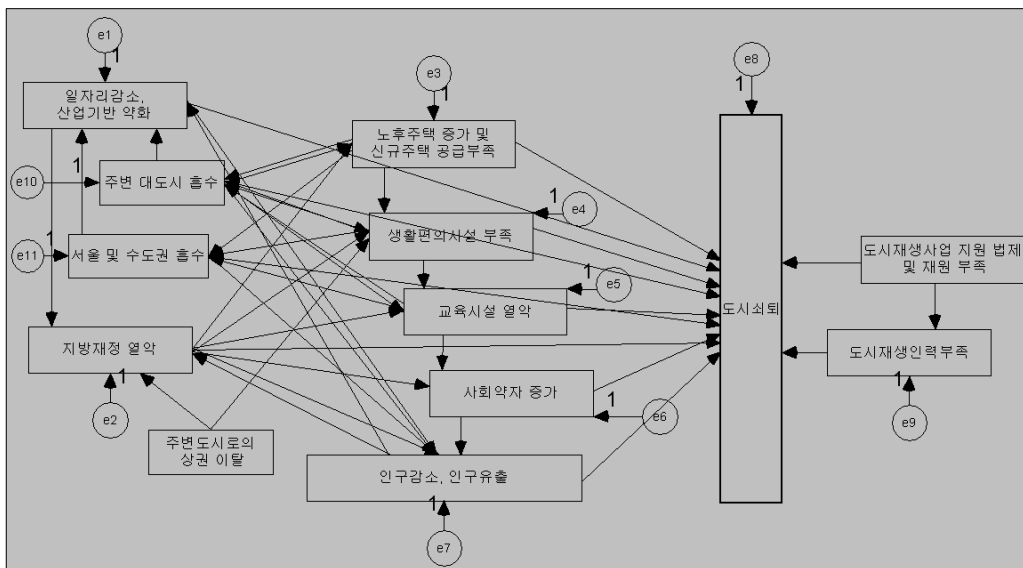 e1
1
일자리감소,
산업기반 약화
e10
1
주변 대도시 흡수
e11
1
서울 및 수도권 흡수
지방재정 열악
1
e2
주변도시로의
상권 이탈
e3
1
노후주택 증가 및
신규주택 공급부족
1
e4
생활편의시설 부족
1
e5
교육시설 열악
사회약자 증가
1
e6
인구감소, 인구유출
1
e7
e8
1
도시쇠퇴
도시재생사업 지원 법제
및 재원 부족
도시재생인력부족
1
e9